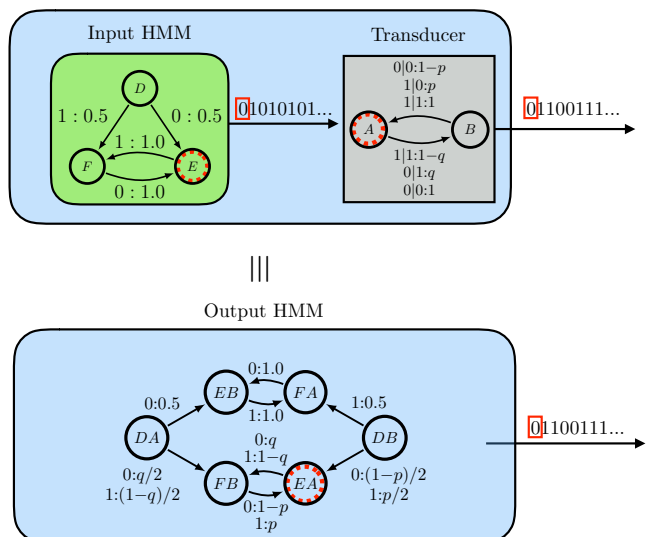 Input HMM
Transducer
D
1 : 0.5
0 : 0.5
1 : 1.0
F
E
0 : 1.0
01010101...
0|0:1−p
1|0:p
1|1:1
A
B
1|1:1−q
0|1:q
0|0:1
01100111...
|||
Output HMM
0:0.5
EB
0:1.0
FA
1:1.0
1:0.5
DA
DB
0:q/2
1:(1−q)/2
0:q
1:1−q
FB
EA
0:1−p
1:p
0:(1−p)/2
1:p/2
01100111...